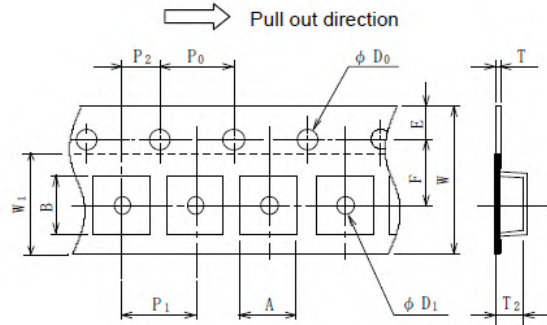 Pull out direction
P2
P0
φ D0
T
E
W
F
W1
B
P1
A
φ D1
T2